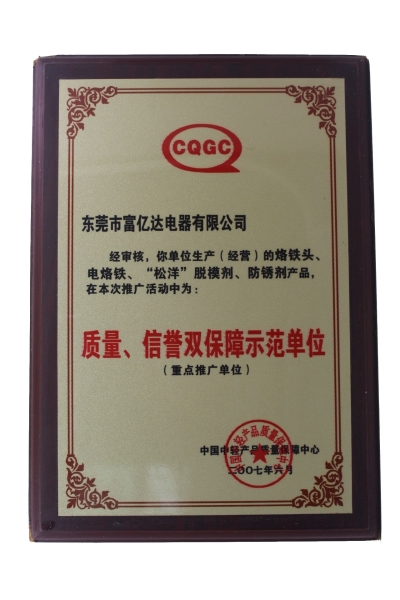 CQGC
东莞市富亿达电器有限公司
经审核，你单位生产（经营）的烙铁头、
电烙铁、“松洋”脱模剂、防锈剂产品，
在本次推广活动中为：
质量、信誉双保障示范单位
（重点推广单位）
中国中轻产品质量保障中心
二〇〇七年六月